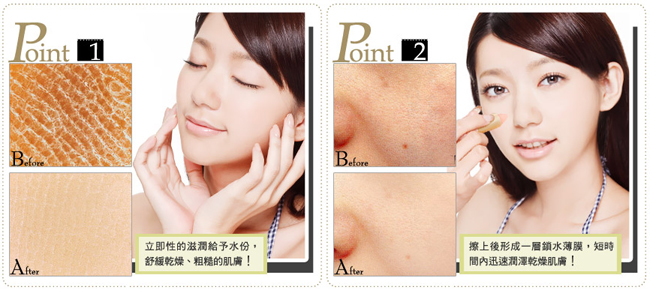 Point 1
Before
After
立即性的滋潤給予水份，
舒緩乾燥、粗糙的肌膚！
Point 2
Before
After
擦上後形成一層鎖水薄膜，短時
間內迅速潤澤乾燥肌膚！